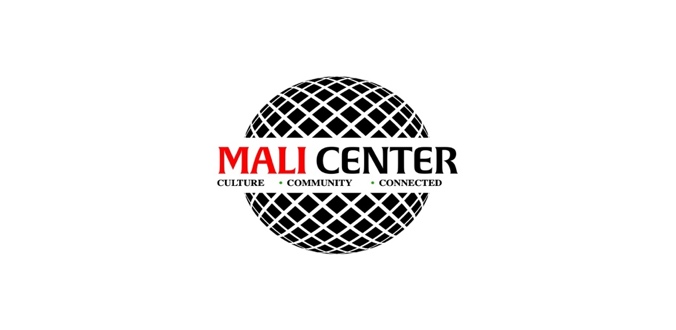 MALI CENTER
CULTURE • COMMUNITY • CONNECTED